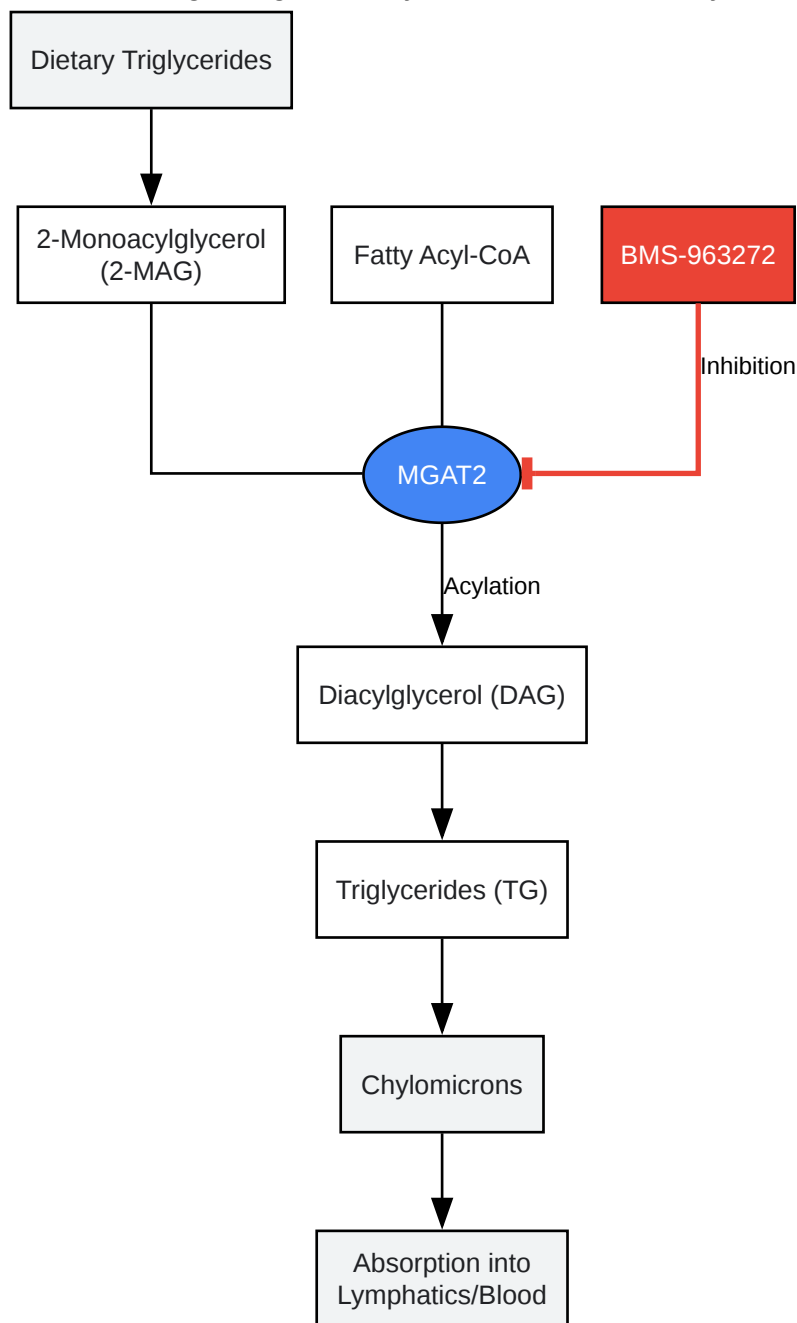 Dietary Triglycerides
2-Monoacylglycerol
(2-MAG)
Fatty Acyl-CoA
BMS-963272
Inhibition
MGAT2
Acylation
Diacylglycerol (DAG)
Triglycerides (TG)
Chylomicrons
Absorption into
Lymphatics/Blood